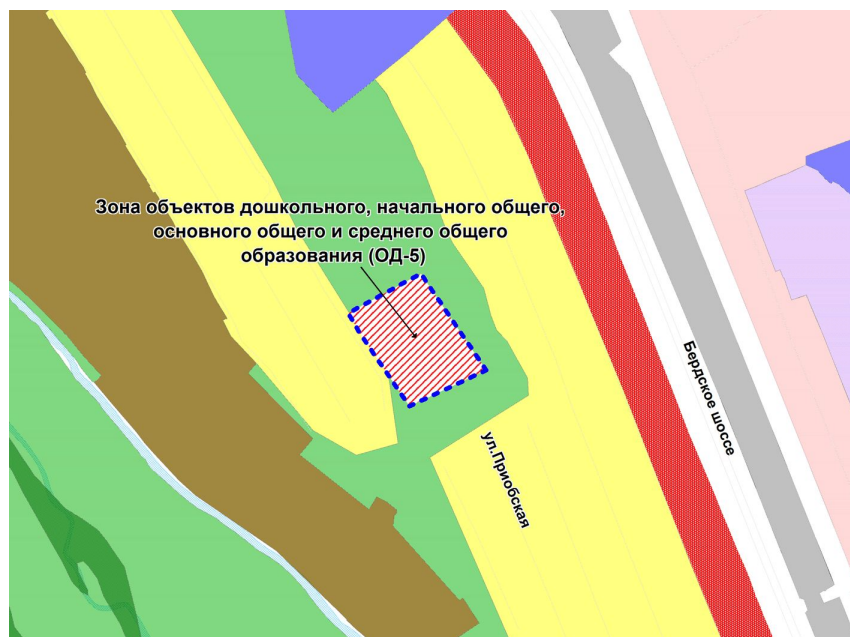 Зона объектов дошкольного, начального общего,
основного общего и среднего общего
образования (ОД-5)
Бердское шоссе
ул.Приобская